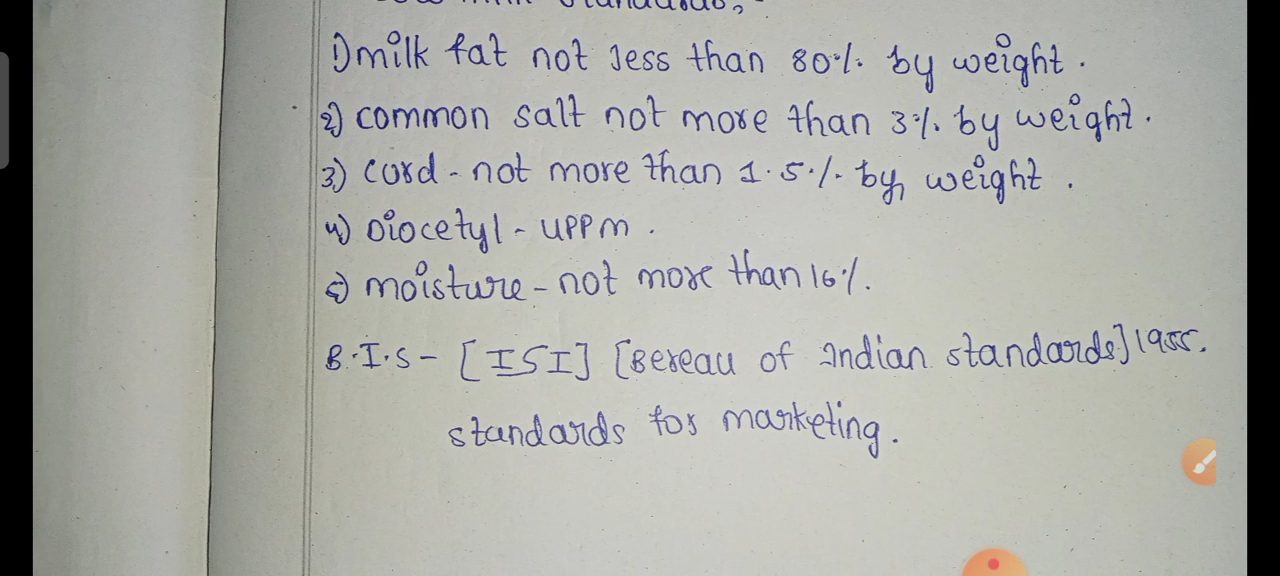 1) milk fat not less than 80% by weight.
2) common salt not more than 3% by weight.
3) curd - not more than 1.5% by weight.
4) Diocetyl - 4PPm.
5) moisture - not more than 16%.
B.I.S - [ISI] [Bereau of Indian standards] 1955.
standards for marketing.